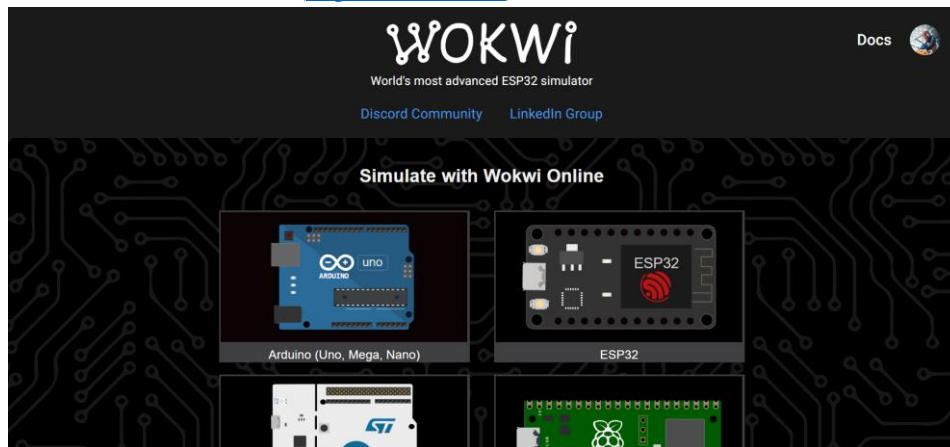 WOKWi
Docs
World's most advanced ESP32 simulator
Discord Community LinkedIn Group
Simulate with Wokwi Online
uno
ARDUINO
ESP32
Arduino (Uno, Mega, Nano) ESP32
ST